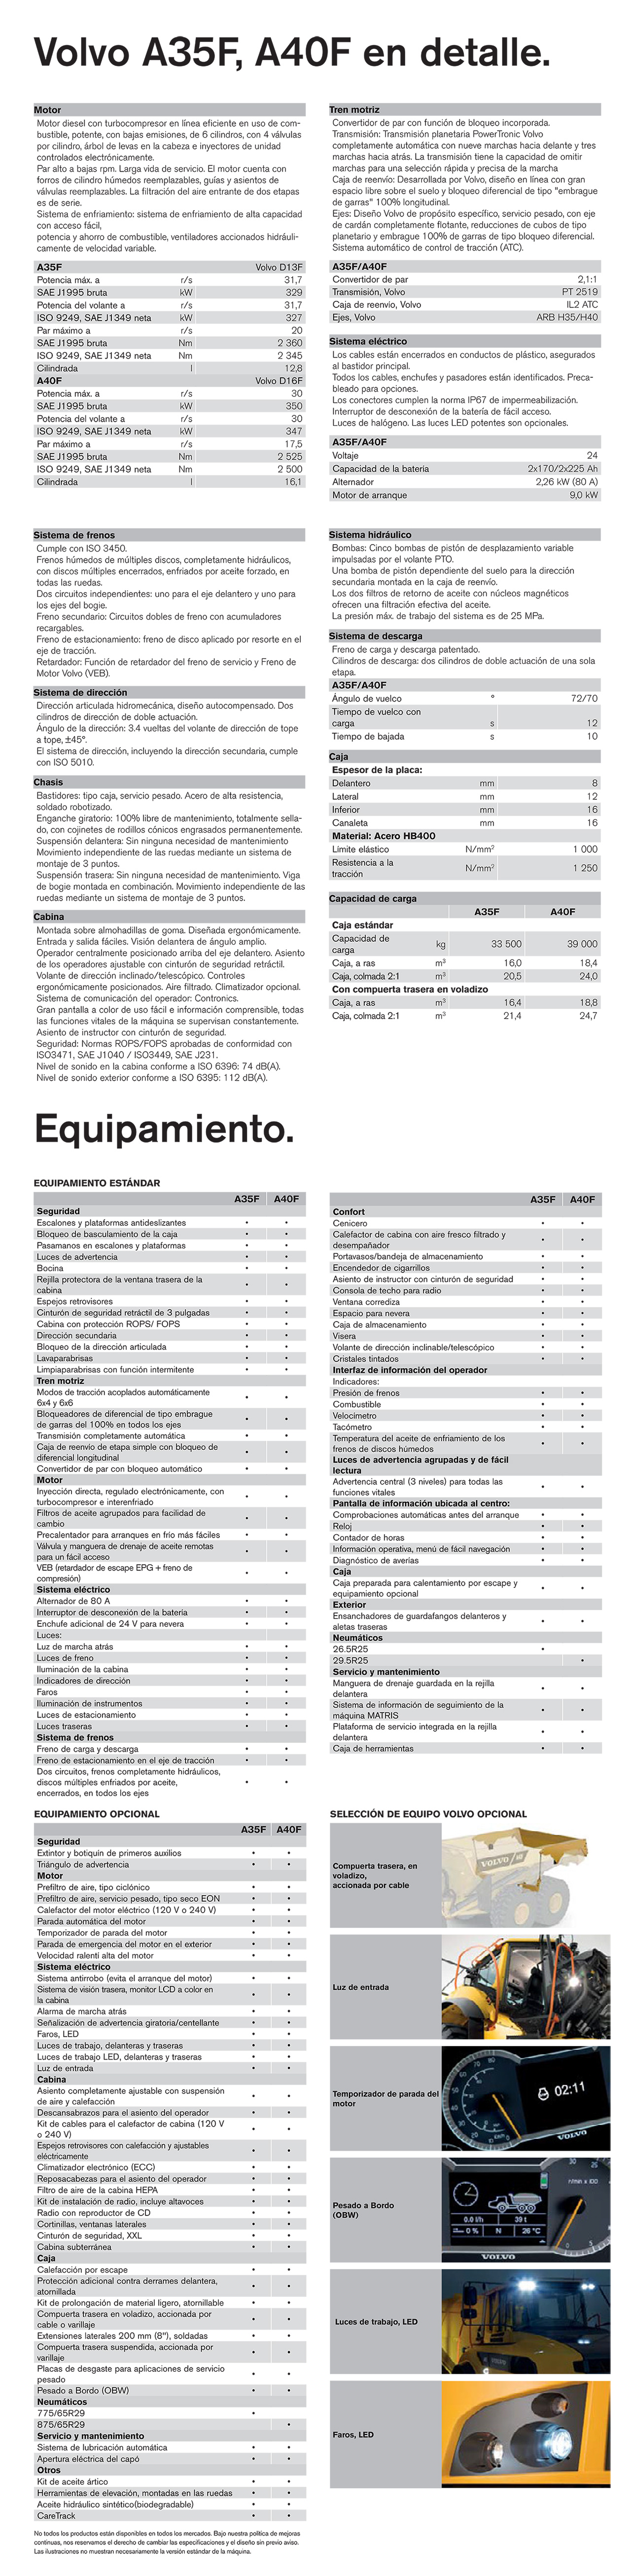 Volvo A35F, A40F en detalle.
Motor
Motor diesel con turbocompresor en línea eficiente en uso de com-
bustible, potente, con bajas emisiones, de 6 cilindros, con 4 válvulas
por cilindro, árbol de levas en la cabeza e inyectores de unidad
controlados electrónicamente.
Par alto a bajas rpm. Larga vida de servicio. El motor cuenta con
forros de cilindro húmedos reemplazables, guías y asientos de
válvulas reemplazables. La filtración del aire entrante de dos etapas
es de serie.
Sistema de enfriamiento: sistema de enfriamiento de alta capacidad
con acceso fácil,
potencia y ahorro de combustible, ventiladores accionados hidráuli-
camente de velocidad variable.
A35F Volvo D13F
Potencia máx. a r/s 31,7
SAE J1995 bruta kW 329
Potencia del volante a r/s 31,7
ISO 9249, SAE J1349 neta kW 327
Par máximo a r/s 20
SAE J1995 bruta Nm 2 360
ISO 9249, SAE J1349 neta Nm 2 345
Cilindrada l 12,8
A40F Volvo D16F
Potencia máx. a r/s 30
SAE J1995 bruta kW 350
Potencia del volante a r/s 30
ISO 9249, SAE J1349 neta kW 347
Par máximo a r/s 17,5
SAE J1995 bruta Nm 2 525
ISO 9249, SAE J1349 neta Nm 2 500
Cilindrada l 16,1
Tren motriz
Convertidor de par con función de bloqueo incorporada.
Transmisión: Transmisión planetaria PowerTronic Volvo
completamente automática con nueve marchas hacia delante y tres
marchas hacia atrás. La transmisión tiene la capacidad de omitir
marchas para una selección rápida y precisa de la marcha
Caja de reenvío: Desarrollada por Volvo, diseño en línea con gran
espacio libre sobre el suelo y bloqueo diferencial de tipo "embrague
de garras" 100% longitudinal.
Ejes: Diseño Volvo de propósito específico, servicio pesado, con eje
de cardán completamente flotante, reducciones de cubos de tipo
planetario y embrague 100% de garras de tipo bloqueo diferencial.
Sistema automático de control de tracción (ATC).
A35F/A40F
Convertidor de par 2,1:1
Transmisión, Volvo PT 2519
Caja de reenvío, Volvo IL2 ATC
Ejes, Volvo ARB H35/H40
Sistema eléctrico
Los cables están encerrados en conductos de plástico, asegurados
al bastidor principal.
Todos los cables, enchufes y pasadores están identificados. Preca-
bleado para opciones.
Los conectores cumplen la norma IP67 de impermeabilización.
Interruptor de desconexión de la batería de fácil acceso.
Luces de halógeno. Las luces LED potentes son opcionales.
A35F/A40F
Voltaje 24
Capacidad de la batería 2x170/2x225 Ah
Alternador 2,26 kW (80 A)
Motor de arranque 9,0 kW
Sistema de frenos
Cumple con ISO 3450.
Frenos húmedos de múltiples discos, completamente hidráulicos,
con discos múltiples encerrados, enfriados por aceite forzado, en
todas las ruedas.
Dos circuitos independientes: uno para el eje delantero y uno para
los ejes del bogie.
Freno secundario: Circuitos dobles de freno con acumuladores
recargables.
Freno de estacionamiento: freno de disco aplicado por resorte en el
eje de tracción.
Retardador: Función de retardador del freno de servicio y Freno de
Motor Volvo (VEB).
Sistema de dirección
Dirección articulada hidromecánica, diseño autocompensado. Dos
cilindros de dirección de doble actuación.
Ángulo de la dirección: 3.4 vueltas del volante de dirección de tope
a tope, ±45°.
El sistema de dirección, incluyendo la dirección secundaria, cumple
con ISO 5010.
Chasis
Bastidores: tipo caja, servicio pesado. Acero de alta resistencia,
soldado robotizado.
Enganche giratorio: 100% libre de mantenimiento, totalmente sella-
do, con cojinetes de rodillos cónicos engrasados permanentemente.
Suspensión delantera: Sin ninguna necesidad de mantenimiento
Movimiento independiente de las ruedas mediante un sistema de
montaje de 3 puntos.
Suspensión trasera: Sin ninguna necesidad de mantenimiento. Viga
de bogie montada en combinación. Movimiento independiente de las
ruedas mediante un sistema de montaje de 3 puntos.
Cabina
Montada sobre almohadillas de goma. Diseñada ergonómicamente.
Entrada y salida fáciles. Visión delantera de ángulo amplio.
Operador centralmente posicionado arriba del eje delantero. Asiento
de los operadores ajustable con cinturón de seguridad retráctil.
Volante de dirección inclinado/telescópico. Controles
ergonómicamente posicionados. Aire filtrado. Climatizador opcional.
Sistema de comunicación del operador: Contronics.
Gran pantalla a color de uso fácil e información comprensible, todas
las funciones vitales de la máquina se supervisan constantemente.
Asiento de instructor con cinturón de seguridad.
Seguridad: Normas ROPS/FOPS aprobadas de conformidad con
ISO3471, SAE J1040 / ISO3449, SAE J231.
Nivel de sonido en la cabina conforme a ISO 6396: 74 dB(A).
Nivel de sonido exterior conforme a ISO 6395: 112 dB(A).
Sistema hidráulico
Bombas: Cinco bombas de pistón de desplazamiento variable
impulsadas por el volante PTO.
Una bomba de pistón dependiente del suelo para la dirección
secundaria montada en la caja de reenvío.
Los dos filtros de retorno de aceite con núcleos magnéticos
ofrecen una filtración efectiva del aceite.
La presión máx. de trabajo del sistema es de 25 MPa.
Sistema de descarga
Freno de carga y descarga patentado.
Cilindros de descarga: dos cilindros de doble actuación de una sola
etapa.
A35F/A40F
Ángulo de vuelco ° 72/70
Tiempo de vuelco con
carga s 12
Tiempo de bajada s 10
Caja
Espesor de la placa:
Delantero mm 8
Lateral mm 12
Inferior mm 16
Canaleta mm 16
Material: Acero HB400
Límite elástico N/mm² 1 000
Resistencia a la
tracción N/mm² 1 250
Capacidad de carga
A35F A40F
Caja estándar
Capacidad de
carga kg 33 500 39 000
Caja, a ras m³ 16,0 18,4
Caja, colmada 2:1 m³ 20,5 24,0
Con compuerta trasera en voladizo
Caja, a ras m³ 16,4 18,8
Caja, colmada 2:1 m³ 21,4 24,7
Equipamiento.
EQUIPAMIENTO ESTÁNDAR
A35F A40F
Seguridad
Escalones y plataformas antideslizantes • •
Bloqueo de basculamiento de la caja • •
Pasamanos en escalones y plataformas • •
Luces de advertencia • •
Bocina • •
Rejilla protectora de la ventana trasera de la
cabina • •
Espejos retrovisores • •
Cinturón de seguridad retráctil de 3 pulgadas • •
Cabina con protección ROPS/ FOPS • •
Dirección secundaria • •
Bloqueo de la dirección articulada • •
Lavaparabrisas • •
Limpiaparabrisas con función intermitente • •
Tren motriz
Modos de tracción acoplados automáticamente
6x4 y 6x6 • •
Bloqueadores de diferencial de tipo embrague
de garras del 100% en todos los ejes • •
Transmisión completamente automática • •
Caja de reenvío de etapa simple con bloqueo de
diferencial longitudinal • •
Convertidor de par con bloqueo automático • •
Motor
Inyección directa, regulado electrónicamente, con
turbocompresor e interenfriado • •
Filtros de aceite agrupados para facilidad de
cambio • •
Precalentador para arranques en frío más fáciles • •
Válvula y manguera de drenaje de aceite remotas
para un fácil acceso • •
VEB (retardador de escape EPG + freno de
compresión) • •
Sistema eléctrico
Alternador de 80 A • •
Interruptor de desconexión de la batería • •
Enchufe adicional de 24 V para nevera • •
Luces:
Luz de marcha atrás • •
Luces de freno • •
Iluminación de la cabina • •
Indicadores de dirección • •
Faros • •
Iluminación de instrumentos • •
Luces de estacionamiento • •
Luces traseras • •
Sistema de frenos
Freno de carga y descarga • •
Freno de estacionamiento en el eje de tracción • •
Dos circuitos, frenos completamente hidráulicos,
discos múltiples enfriados por aceite,
encerrados, en todos los ejes • •
A35F A40F
Confort
Cenicero • •
Calefactor de cabina con aire fresco filtrado y
desempañador • •
Portavasos/bandeja de almacenamiento • •
Encendedor de cigarrillos • •
Asiento de instructor con cinturón de seguridad • •
Consola de techo para radio • •
Ventana corrediza • •
Espacio para nevera • •
Caja de almacenamiento • •
Visera • •
Volante de dirección inclinable/telescópico • •
Cristales tintados • •
Interfaz de información del operador
Indicadores:
Presión de frenos • •
Combustible • •
Velocímetro • •
Tacómetro • •
Temperatura del aceite de enfriamiento de los
frenos de discos húmedos • •
Luces de advertencia agrupadas y de fácil
lectura
Advertencia central (3 niveles) para todas las
funciones vitales • •
Pantalla de información ubicada al centro:
Comprobaciones automáticas antes del arranque • •
Reloj • •
Contador de horas • •
Información operativa, menú de fácil navegación • •
Diagnóstico de averías • •
Caja
Caja preparada para calentamiento por escape y
equipamiento opcional • •
Exterior
Ensanchadores de guardafangos delanteros y
aletas traseras • •
Neumáticos
26.5R25 •
29.5R25 •
Servicio y mantenimiento
Manguera de drenaje guardada en la rejilla
delantera • •
Sistema de información de seguimiento de la
máquina MATRIS • •
Plataforma de servicio integrada en la rejilla
delantera • •
Caja de herramientas • •
EQUIPAMIENTO OPCIONAL
A35F A40F
Seguridad
Extintor y botiquín de primeros auxilios • •
Triángulo de advertencia • •
Motor
Prefiltro de aire, tipo ciclónico • •
Prefiltro de aire, servicio pesado, tipo seco EON • •
Calefactor del motor eléctrico (120 V o 240 V) • •
Parada automática del motor • •
Temporizador de parada del motor • •
Parada de emergencia del motor en el exterior • •
Velocidad ralentí alta del motor • •
Sistema eléctrico
Sistema antirrobo (evita el arranque del motor) • •
Sistema de visión trasera, monitor LCD a color en
la cabina • •
Alarma de marcha atrás • •
Señalización de advertencia giratoria/centellante • •
Faros, LED • •
Luces de trabajo, delanteras y traseras • •
Luces de trabajo LED, delanteras y traseras • •
Luz de entrada • •
Cabina
Asiento completamente ajustable con suspensión
de aire y calefacción • •
Descansabrazos para el asiento del operador • •
Kit de cables para el calefactor de cabina (120 V
o 240 V) • •
Espejos retrovisores con calefacción y ajustables
eléctricamente • •
Climatizador electrónico (ECC) • •
Reposacabezas para el asiento del operador • •
Filtro de aire de la cabina HEPA • •
Kit de instalación de radio, incluye altavoces • •
Radio con reproductor de CD • •
Cortinillas, ventanas laterales • •
Cinturón de seguridad, XXL • •
Cabina subterránea • •
Caja
Calefacción por escape • •
Protección adicional contra derrames delantera,
atornillada • •
Kit de prolongación de material ligero, atornillable • •
Compuerta trasera en voladizo, accionada por
cable o varillaje • •
Extensiones laterales 200 mm (8"), soldadas • •
Compuerta trasera suspendida, accionada por
varillaje • •
Placas de desgaste para aplicaciones de servicio
pesado • •
Pesado a Bordo (OBW) • •
Neumáticos
775/65R29 •
875/65R29 •
Servicio y mantenimiento
Sistema de lubricación automática • •
Apertura eléctrica del capó • •
Otros
Kit de aceite ártico • •
Herramientas de elevación, montadas en las ruedas • •
Aceite hidráulico sintético(biodegradable) • •
CareTrack • •
SELECCIÓN DE EQUIPO VOLVO OPCIONAL
Compuerta trasera, en
voladizo,
accionada por cable
VOLVO
Luz de entrada
Temporizador de parada del
motor
02:11
VOLVO
Pesado a Bordo
(OBW)
0.0 l/h 39 t
0 % N 26 °C
VOLVO
Luces de trabajo, LED
Faros, LED
No todos los productos están disponibles en todos los mercados. Bajo nuestra política de mejoras
continuas, nos reservamos el derecho de cambiar las especificaciones y el diseño sin previo aviso.
Las ilustraciones no muestran necesariamente la versión estándar de la máquina.